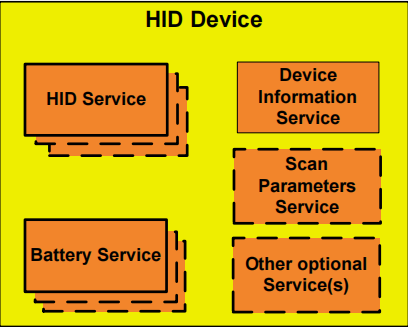 HID Device
HID Service
Device
Information
Service
Scan
Parameters
Service
Battery Service
Other optional
Service(s)